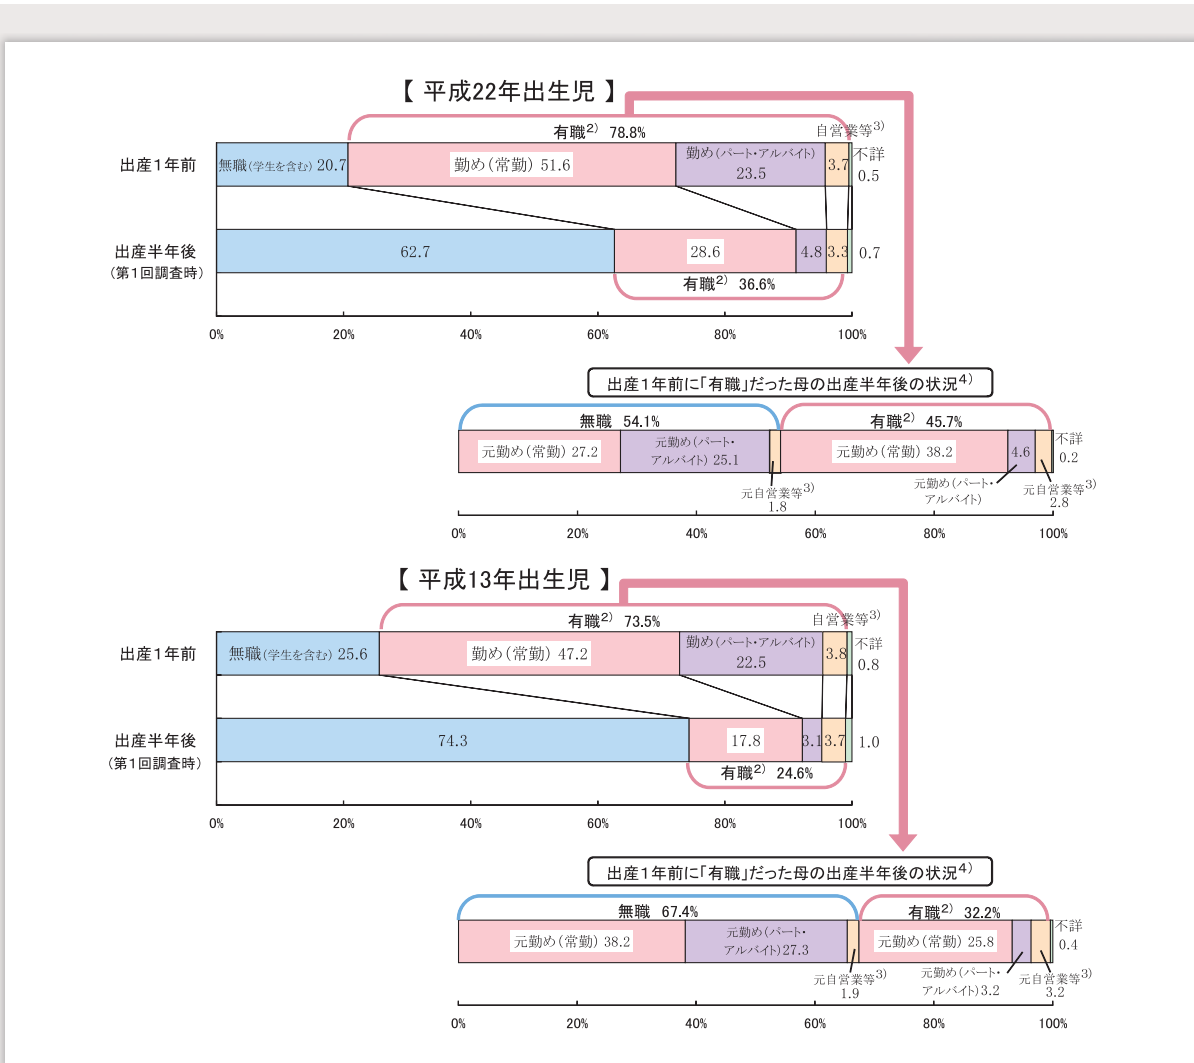 【 平成22年出生児 】
有職2) 78.8%
自営業等3)
出産1年前
無職(学生を含む) 20.7
勤め(常勤) 51.6
勤め(パート・アルバイト)
23.5
3.7
不詳
0.5
出産半年後
(第1回調査時)
62.7
28.6
4.8
3.3
0.7
有職2) 36.6%
0%
20%
40%
60%
80%
100%
出産1年前に「有職」だった母の出産半年後の状況4)
無職 54.1%
有職2) 45.7%
元勤め(常勤) 27.2
元勤め(パート・
アルバイト) 25.1
元自営業等3)
1.8
元勤め(常勤) 38.2
4.6
元勤め(パート・
アルバイト)
元自営業等3)
2.8
不詳
0.2
0%
20%
40%
60%
80%
100%
【 平成13年出生児 】
有職2) 73.5%
自営業等3)
出産1年前
無職(学生を含む) 25.6
勤め(常勤) 47.2
勤め(パート・アルバイト)
22.5
3.8
不詳
0.8
出産半年後
(第1回調査時)
74.3
17.8
3.1
3.7
1.0
有職2) 24.6%
0%
20%
40%
60%
80%
100%
出産1年前に「有職」だった母の出産半年後の状況4)
無職 67.4%
有職2) 32.2%
元勤め(常勤) 38.2
元勤め(パート・
アルバイト)27.3
元自営業等3)
1.9
元勤め(常勤) 25.8
元勤め(パート・
アルバイト)3.2
元自営業等3)
3.2
不詳
0.4
0%
20%
40%
60%
80%
100%